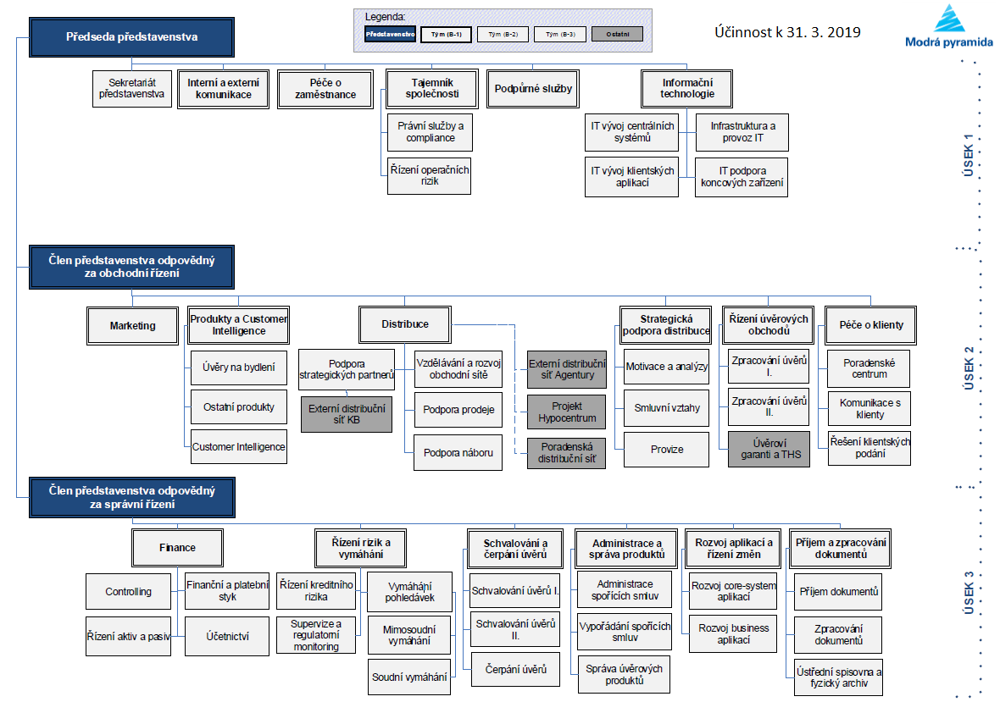 Předseda představenstva
Legenda:
Představenstvo
Tým (B-1)
Tým (B-2)
Tým (B-3)
Ostatní
Účinnost k 31. 3. 2019
Modrá pyramida
Sekretariát
představenstva
Interní a externí
komunikace
Péče o
zaměstnance
Tajemník
společnosti
Podpůrné služby
Informační
technologie
Právní služby a
compliance
Řízení operačních
rizik
IT vývoj centrálních
systémů
Infrastruktura a
provoz IT
IT vývoj klientských
aplikací
IT podpora
koncových zařízení
ÚSEK 1
Člen představenstva odpovědný
za obchodní řízení
Marketing
Produkty a Customer
Intelligence
Distribuce
Strategická
podpora distribuce
Řízení úvěrových
obchodů
Péče o klienty
Úvěry na bydlení
Ostatní produkty
Customer Intelligence
Podpora
strategických partnerů
Externí distribuční
síť KB
Vzdělávání a rozvoj
obchodní sítě
Podpora prodeje
Podpora náboru
Externí distribuční
síť Agentury
Projekt
Hypocentrum
Poradenská
distribuční síť
Motivace a analýzy
Smluvní vztahy
Provize
Zpracování úvěrů
I.
Zpracování úvěrů
II.
Úvěroví
garanti a THS
Poradenské
centrum
Komunikace s
klienty
Řešení klientských
podání
ÚSEK 2
Člen představenstva odpovědný
za správní řízení
Finance
Řízení rizik a
vymáhání
Schvalování a
čerpání úvěrů
Administrace a
správa produktů
Rozvoj aplikací a
řízení změn
Příjem a zpracování
dokumentů
Controlling
Finanční a platební
styk
Řízení aktiv a pasiv
Účetnictví
Řízení kreditního
rizika
Supervize a
regulatorní
monitoring
Vymáhání
pohledávek
Mimosoudní
vymáhání
Soudní vymáhání
Schvalování úvěrů I.
Schvalování úvěrů
II.
Čerpání úvěrů
Administrace
spořících smluv
Vypořádání spořících
smluv
Správa úvěrových
produktů
Rozvoj core-system
aplikací
Rozvoj business
aplikací
Příjem dokumentů
Zpracování
dokumentů
Ústřední spisovna a
fyzický archiv
ÚSEK 3